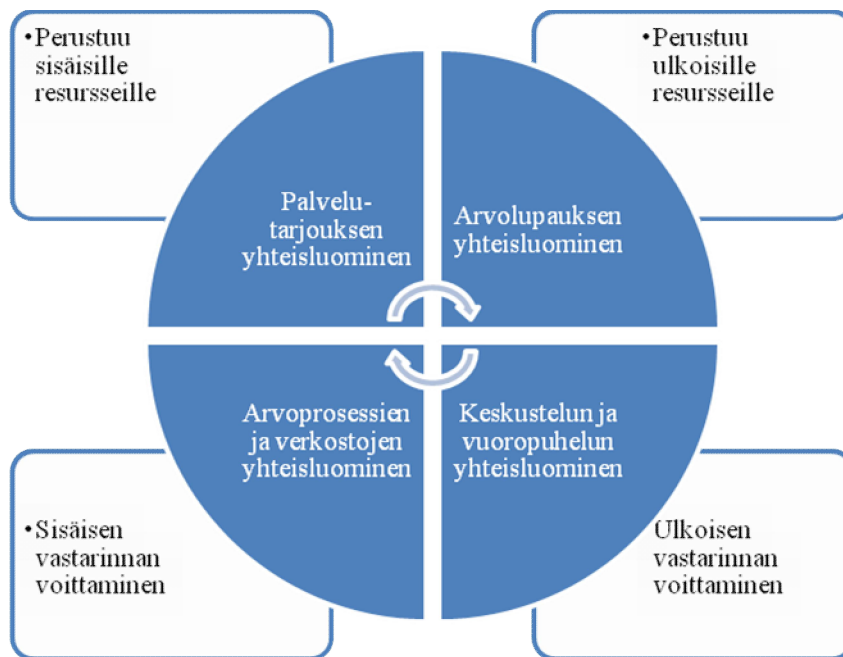 •Perustuu
sisäisille
resursseille
•Perustuu
ulkoisille
resursseille
Palvelu-
tarjouksen
yhteisluominen
Arvolupauksen
yhteisluominen
Arvoprosessien
ja verkostojen
yhteisluominen
Keskustelun ja
vuoropuhelun
yhteisluominen
•Sisäisen
vastarinnan
voittaminen
Ulkoisen
vastarinnan
voittaminen